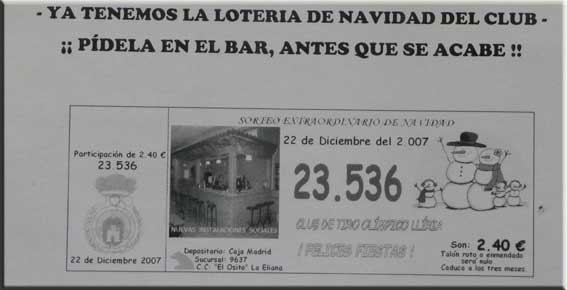 - YA TENEMOS LA LOTERIA DE NAVIDAD DEL CLUB -
¡¡ PÍDELA EN EL BAR, ANTES QUE SE ACABE !!
SORTEO EXTRAORDINARIO DE NAVIDAD
Participación de 2.40 €
23.536
22 de Diciembre 2007
22 de Diciembre del 2.007
23.536
NUEVAS INSTALACIONES SOCIALES
CLUB DE TIRO OLÍMPICO LLÍRIA
¡ FELICES FIESTAS !
Depositario: Caja Madrid
Sucursal: 9637
C.C: "El Osito" La Eliana
Son: 2.40 €
Talón roto o enmendado
será nulo
Caduca a los tres meses.